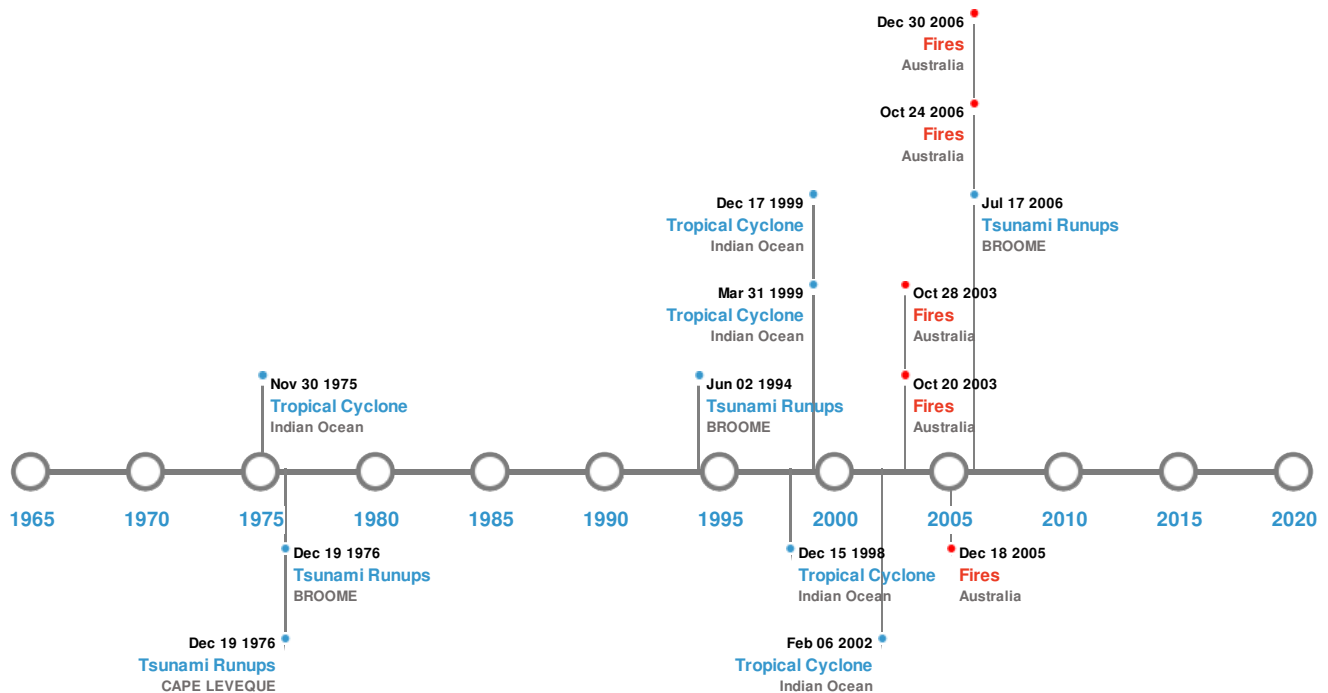 Dec 30 2006
Fires
Australia
Oct 24 2006
Fires
Australia
Dec 17 1999
Tropical Cyclone
Indian Ocean
Jul 17 2006
Tsunami Runups
BROOME
Mar 31 1999
Tropical Cyclone
Indian Ocean
Oct 28 2003
Fires
Australia
Nov 30 1975
Tropical Cyclone
Indian Ocean
Jun 02 1994
Tsunami Runups
BROOME
Oct 20 2003
Fires
Australia
1965 1970 1975 1980 1985 1990 1995 2000 2005 2010 2015 2020
Dec 19 1976
Tsunami Runups
BROOME
Dec 15 1998
Tropical Cyclone
Indian Ocean
Dec 18 2005
Fires
Australia
Dec 19 1976
Tsunami Runups
CAPE LEVEQUE
Feb 06 2002
Tropical Cyclone
Indian Ocean